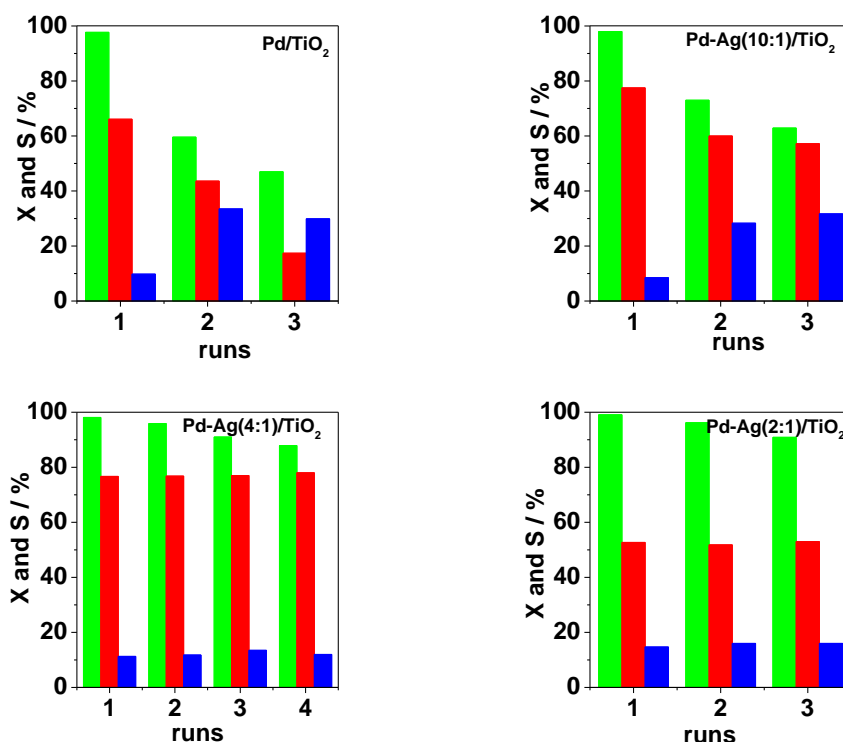 100
80
60
40
20
0
X and S / %
Pd/TiO2
1 2 3
runs
100
80
60
40
20
0
X and S / %
Pd-Ag(10:1)/TiO2
1 2 3
runs
100
80
60
40
20
0
X and S / %
Pd-Ag(4:1)/TiO2
1 2 3 4
runs
100
80
60
40
20
0
X and S / %
Pd-Ag(2:1)/TiO2
1 2 3
runs